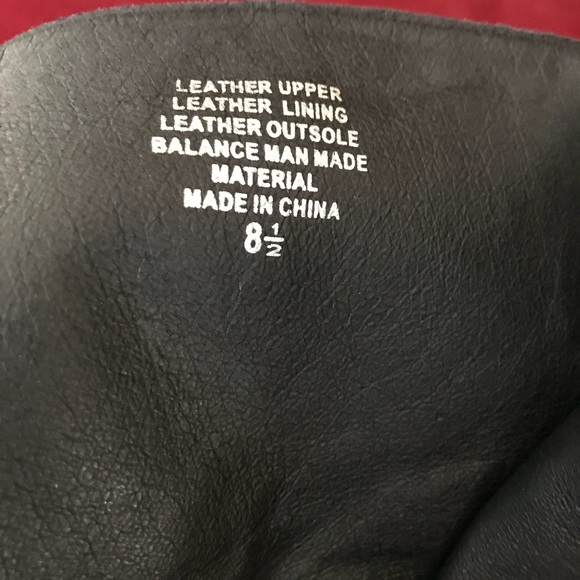 LEATHER UPPER
LEATHER LINING
LEATHER OUTSOLE
BALANCE MAN MADE
MATERIAL
MADE IN CHINA
8 1/2